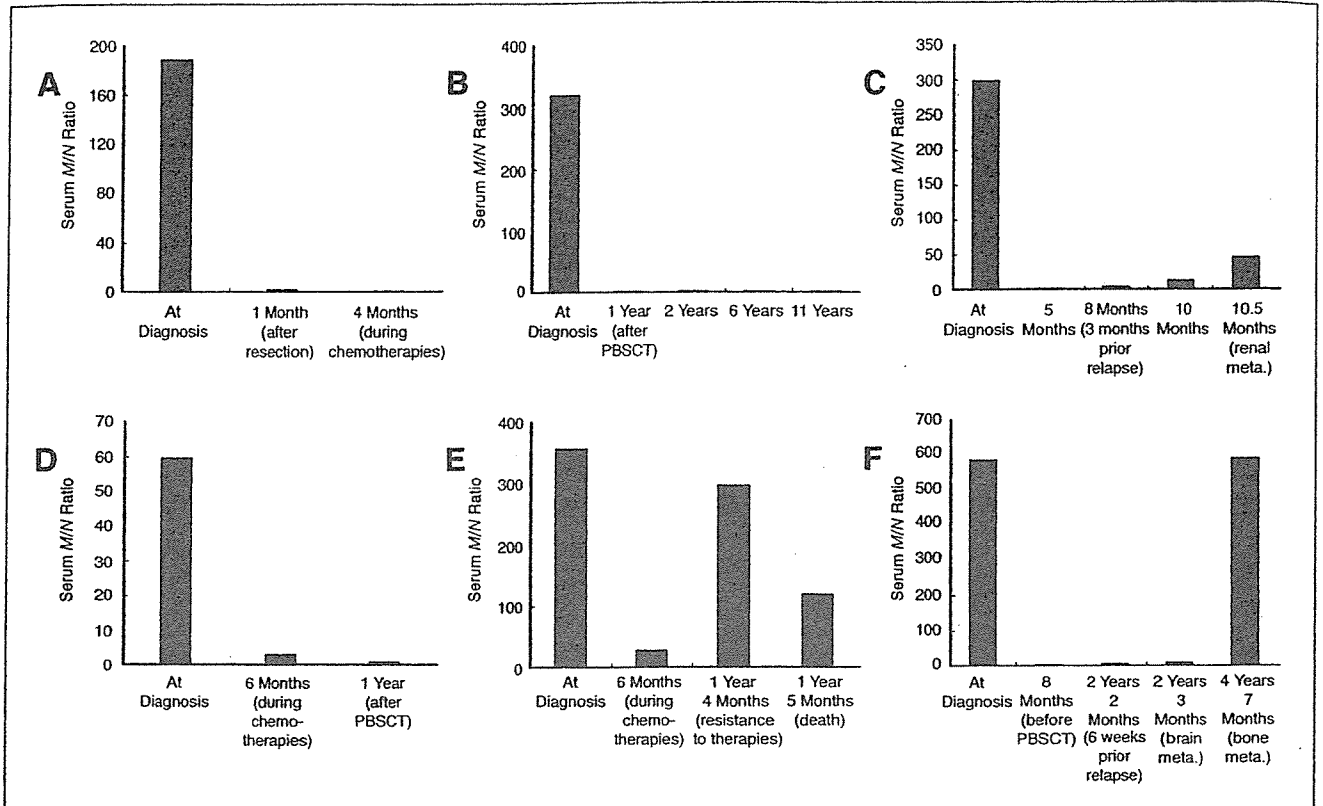 A
Serum M/N Ratio
200
160
120
80
40
0
At
Diagnosis
1 Month
(after
resection)
4 Months
(during
chemotherapies)
B
Serum M/N Ratio
400
300
200
100
0
At
Diagnosis
1 Year
(after
PBSCT)
2 Years
6 Years
11 Years
C
Serum M/N Ratio
350
300
250
200
150
100
50
0
At
Diagnosis
5
Months
8 Months
(3 months
prior
relapse)
10
Months
10.5
Months
(renal
meta.)
D
Serum M/N Ratio
70
60
50
40
30
20
10
0
At
Diagnosis
6 Months
(during
chemo-
therapies)
1 Year
(after
PBSCT)
E
Serum M/N Ratio
400
300
200
100
0
At
Diagnosis
6 Months
(during
chemo-
therapies)
1 Year
4 Months
(resistance
to therapies)
1 Year
5 Months
(death)
F
Serum M/N Ratio
700
600
500
400
300
200
100
0
At
Diagnosis
8
Months
(before
PBSCT)
2 Years
2
Months
(6 weeks
prior
relapse)
2 Years
3
Months
(brain
meta.)
4 Years
7
Months
(bone
meta.)